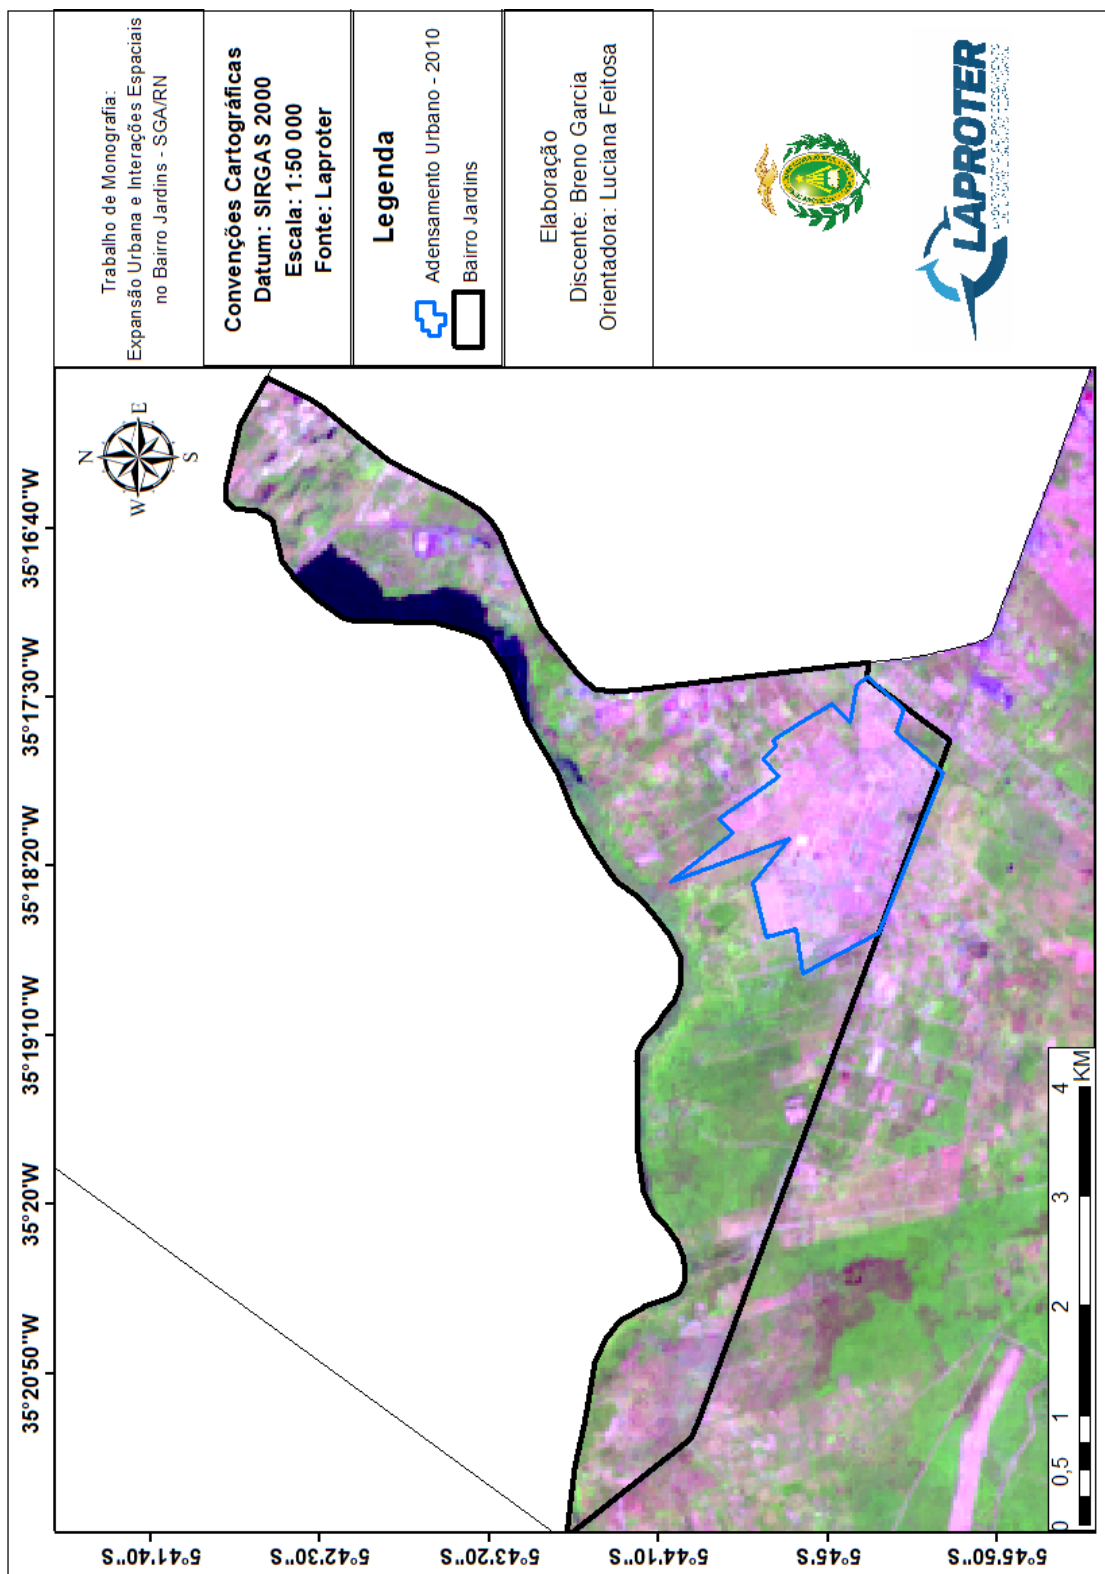 Trabalho de Monografia:
Expansão Urbana e Interações Espaciais
no Bairro Jardins - SGA/RN
Convenções Cartográficas
Datum: SIRGAS 2000
Escala: 1:50 000
Fonte: Laproter
Legenda
Adensamento Urbano - 2010
Bairro Jardins
Elaboração
Discente: Breno Garcia
Orientadora: Luciana Feitosa
LAPROTER
N
W E
S
35°20'50"W 35°20'W 35°19'10"W 35°18'20"W 35°17'30"W 35°16'40"W
5°41'40"S
5°42'30"S
5°43'20"S
5°44'10"S
5°45'S
5°45'50"S
0 0,5 1 2 3 4
KM